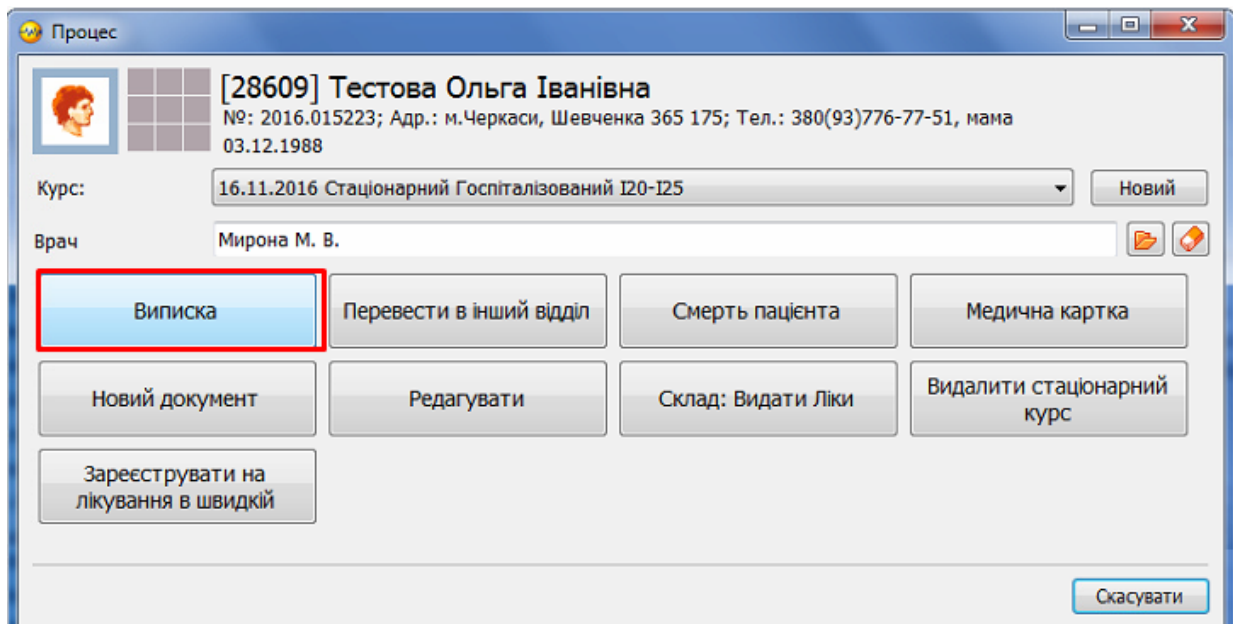 Процес
[28609] Тестова Ольга Іванівна
№: 2016.015223; Адр.: м.Черкаси, Шевченка 365 175; Тел.: 380(93)776-77-51, мама
03.12.1988
Курс:
16.11.2016 Стаціонарний Госпіталізований I20-I25
Новий
Врач
Мирона М. В.
Виписка
Перевести в інший відділ
Смерть пацієнта
Медична картка
Новий документ
Редагувати
Склад: Видати Ліки
Видалити стаціонарний
курс
Зареєструвати на
лікування в швидкій
Скасувати